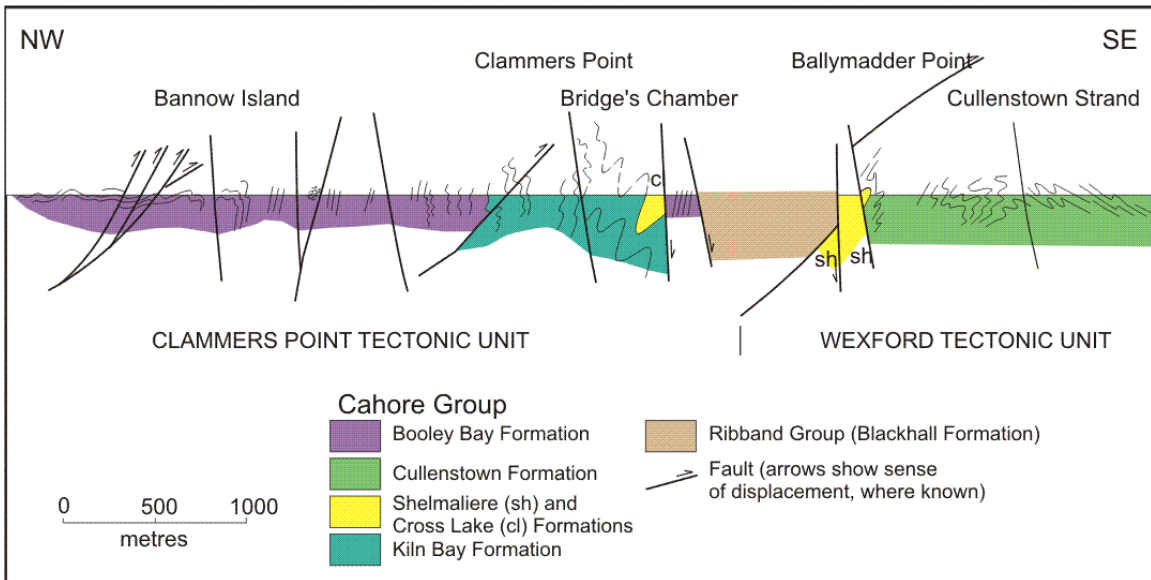 NW
SE
Clammers Point
Ballymadder Point
Bannow Island
Bridge's Chamber
Cullenstown Strand
c
sh
sh
CLAMMERS POINT TECTONIC UNIT
WEXFORD TECTONIC UNIT
Cahore Group
Booley Bay Formation
Ribband Group (Blackhall Formation)
Cullenstown Formation
Fault (arrows show sense
of displacement, where known)
Shelmaliere (sh) and
Cross Lake (cl) Formations
Kiln Bay Formation
0 500 1000
metres